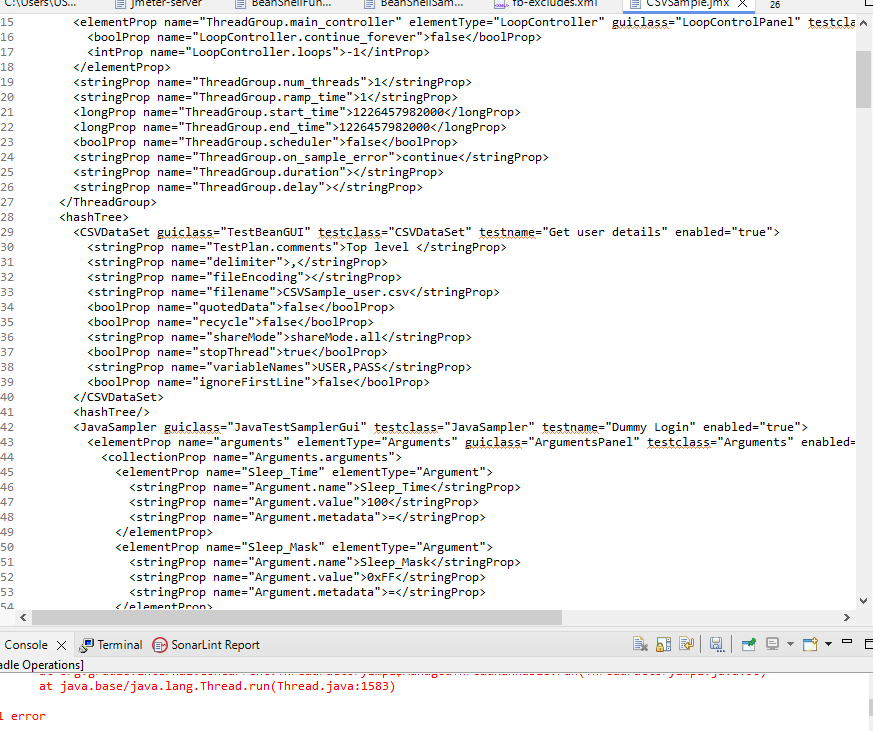 C:\Users\US... jmeter-server BeanShellFun... BeanShellSam... fb-excludes.xml CSVSample.jmx 26
15 <elementProp name="ThreadGroup.main_controller" elementType="LoopController" guiclass="LoopControlPanel" testcla
16 <boolProp name="LoopController.continue_forever">false</boolProp>
17 <intProp name="LoopController.loops">-1</intProp>
18 </elementProp>
19 <stringProp name="ThreadGroup.num_threads">1</stringProp>
20 <stringProp name="ThreadGroup.ramp_time">1</stringProp>
21 <longProp name="ThreadGroup.start_time">1226457982000</longProp>
22 <longProp name="ThreadGroup.end_time">1226457982000</longProp>
23 <boolProp name="ThreadGroup.scheduler">false</boolProp>
24 <stringProp name="ThreadGroup.on_sample_error">continue</stringProp>
25 <stringProp name="ThreadGroup.duration"></stringProp>
26 <stringProp name="ThreadGroup.delay"></stringProp>
27 </ThreadGroup>
28 <hashTree>
29 <CSVDataSet guiclass="TestBeanGUI" testclass="CSVDataSet" testname="Get user details" enabled="true">
30 <stringProp name="TestPlan.comments">Top level </stringProp>
31 <stringProp name="delimiter">,</stringProp>
32 <stringProp name="fileEncoding"></stringProp>
33 <stringProp name="filename">CSVSample_user.csv</stringProp>
34 <boolProp name="quotedData">false</boolProp>
35 <boolProp name="recycle">false</boolProp>
36 <stringProp name="shareMode">shareMode.all</stringProp>
37 <boolProp name="stopThread">true</boolProp>
38 <stringProp name="variableNames">USER,PASS</stringProp>
39 <boolProp name="ignoreFirstLine">false</boolProp>
40 </CSVDataSet>
41 <hashTree/>
42 <JavaSampler guiclass="JavaTestSamplerGui" testclass="JavaSampler" testname="Dummy Login" enabled="true">
43 <elementProp name="arguments" elementType="Arguments" guiclass="ArgumentsPanel" testclass="Arguments" enabled=
44 <collectionProp name="Arguments.arguments">
45 <elementProp name="Sleep_Time" elementType="Argument">
46 <stringProp name="Argument.name">Sleep_Time</stringProp>
47 <stringProp name="Argument.value">100</stringProp>
48 <stringProp name="Argument.metadata">=</stringProp>
49 </elementProp>
50 <elementProp name="Sleep_Mask" elementType="Argument">
51 <stringProp name="Argument.name">Sleep_Mask</stringProp>
52 <stringProp name="Argument.value">0xFF</stringProp>
53 <stringProp name="Argument.metadata">=</stringProp>
54 </elementProp>
Console Terminal SonarLint Report
adle Operations]
at java.base/java.lang.Thread.run(Thread.java:1583)
1 error